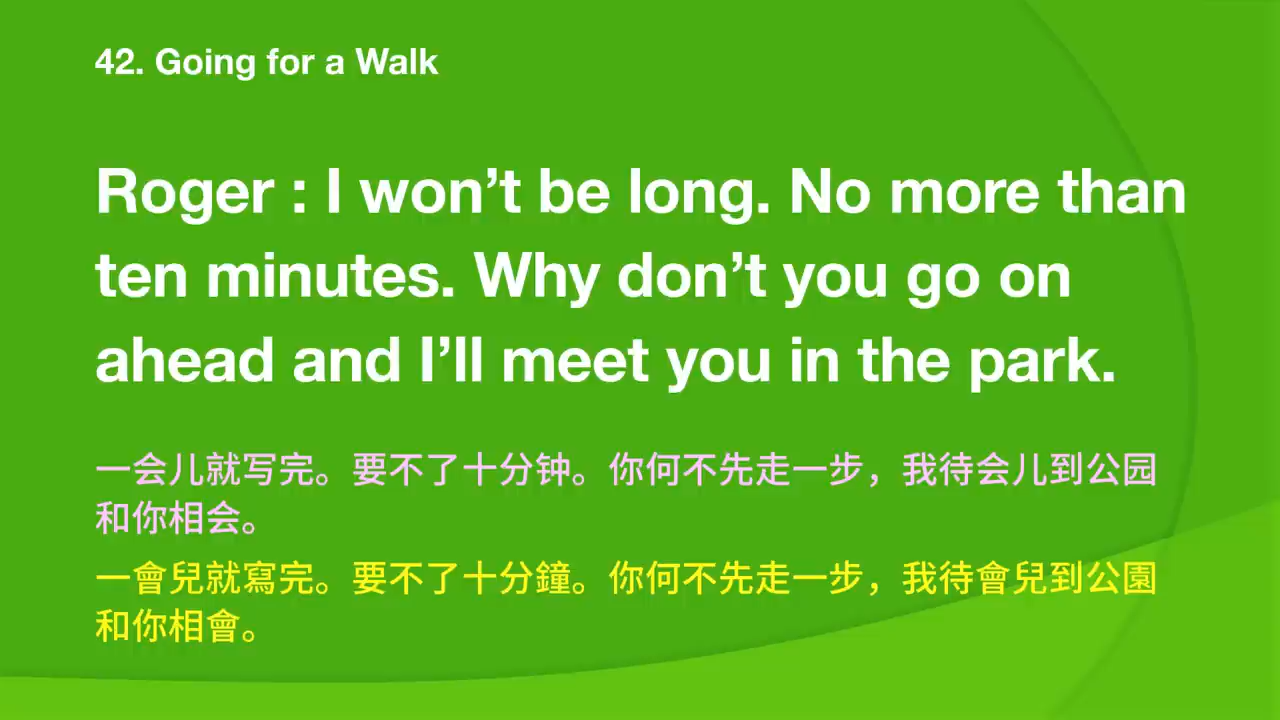 42. Going for a Walk
Roger : I won’t be long. No more than
ten minutes. Why don’t you go on
ahead and I’ll meet you in the park.
一会儿就写完。要不了十分钟。你何不先走一步，我待会儿到公园
和你相会。
一會兒就寫完。要不了十分鐘。你何不先走一步，我待會兒到公園
和你相會。